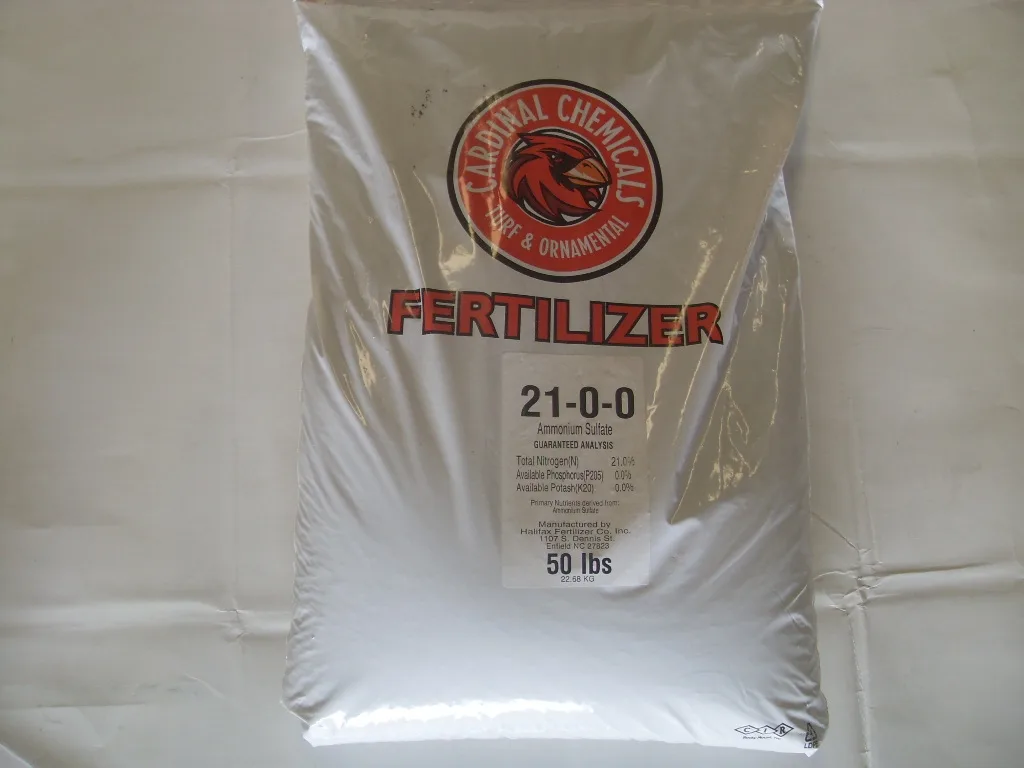 CARDINAL CHEMICALS
TURF & ORNAMENTAL
FERTILIZER
21-0-0
Ammonium Sulfate
GUARANTEED ANALYSIS
Total Nitrogen(N) 21.0%
Available Phosphorus(P205) 0.0%
Available Potash(K20) 0.0%
Primary Nutrients derived from:
Ammonium Sulfate
Manufactured by
Halifax Fertilizer Co, Inc.
1107 S. Dennis St.
Enfield NC 27823
50 lbs
22.68 KG
CIR